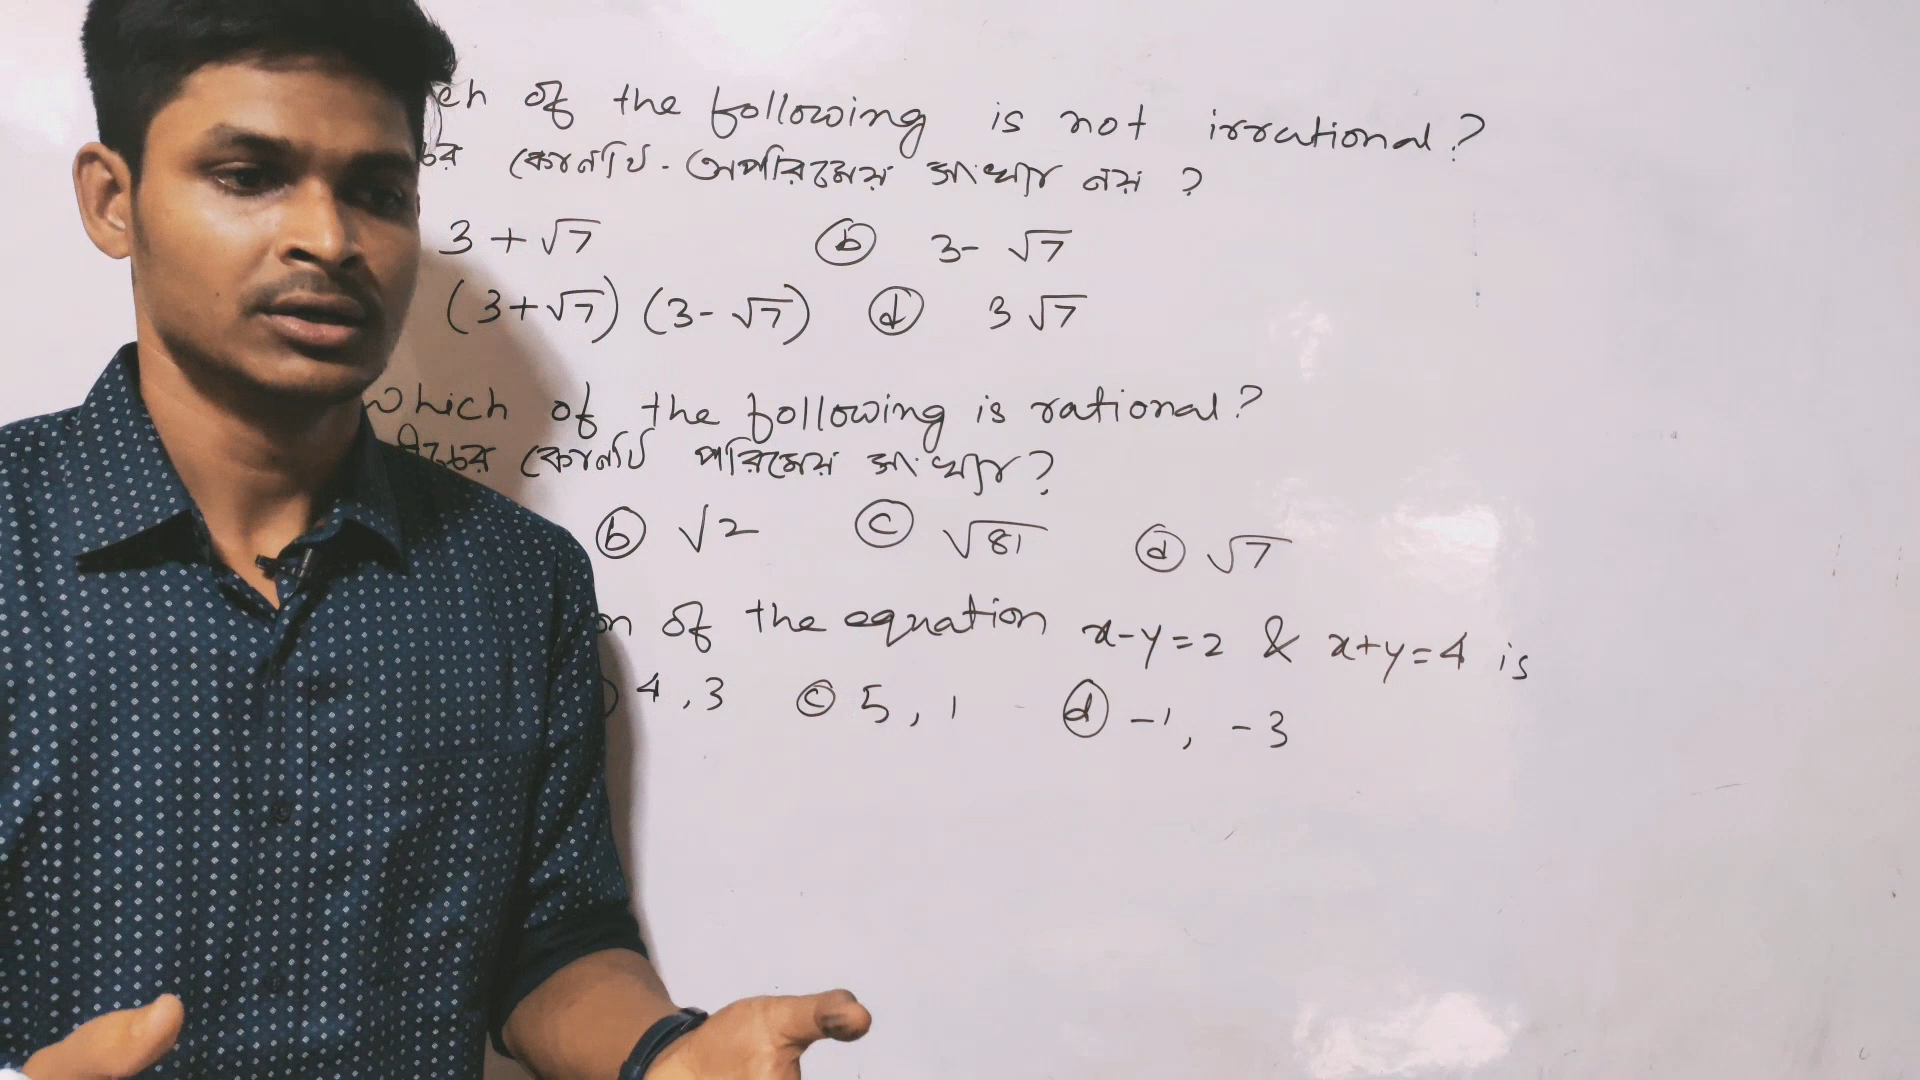 ch of the following is not irrational?
কোনটি - অপরিমেয় সংখ্যা নয় ?
3 + √7 (b) 3 - √7
(3+√7) (3-√7) (d) 3√7
Which of the following is rational?
কোনটি পরিমেয় সংখ্যা?
(b) √2 (c) √81 (d) √7
on of the equation x-y=2 & x+y=4 is
) 4, 3 (c) 5, 1 (d) -1, -3